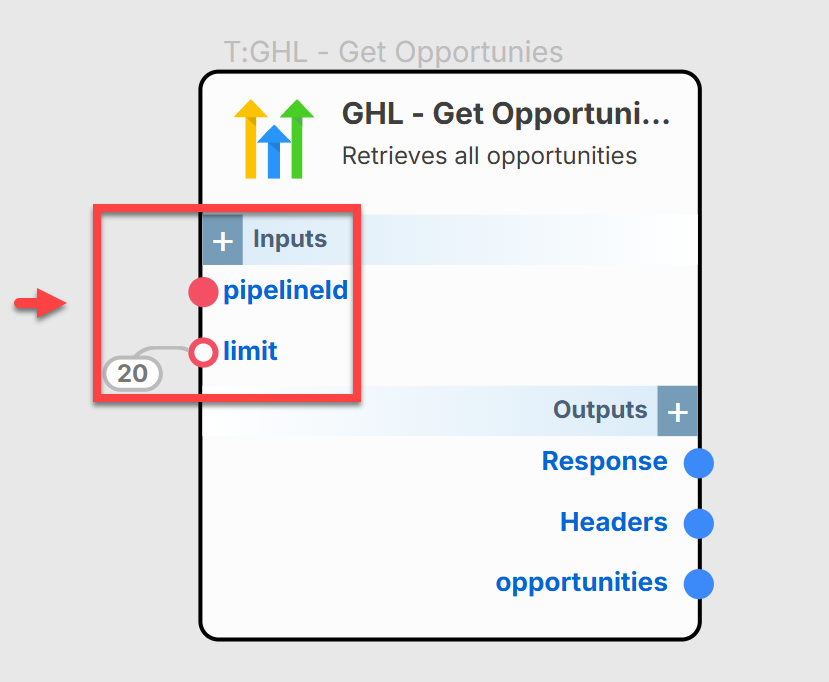 T:GHL - Get Opportunies
GHL - Get Opportuni...
Retrieves all opportunities
+ Inputs
pipelineId
limit
20
Outputs +
Response
Headers
opportunities